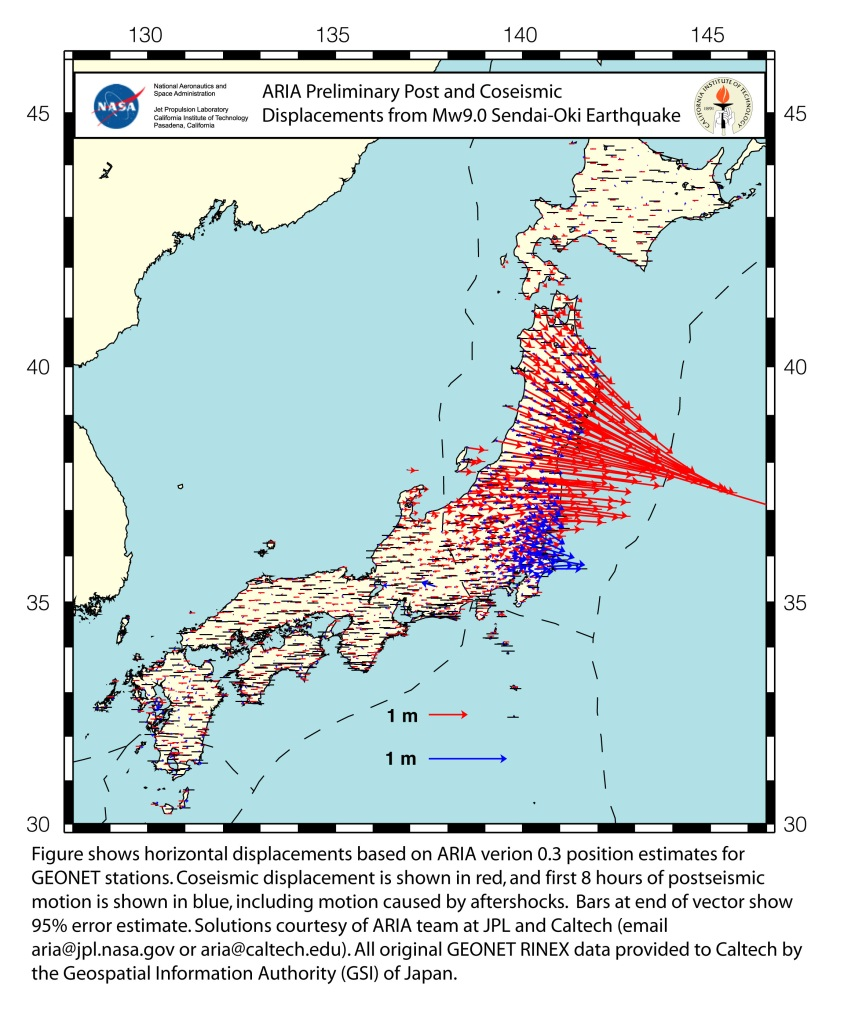 130 135 140 145
National Aeronautics and
Space Administration
Jet Propulsion Laboratory
California Institute of Technology
Pasadena, California
NASA
ARIA Preliminary Post and Coseismic
Displacements from Mw9.0 Sendai-Oki Earthquake
CALIFORNIA INSTITUTE OF TECHNOLOGY
1891
45 45
40 40
35 35
1 m
1 m
30 30
Figure shows horizontal displacements based on ARIA verion 0.3 position estimates for
GEONET stations. Coseismic displacement is shown in red, and first 8 hours of postseismic
motion is shown in blue, including motion caused by aftershocks. Bars at end of vector show
95% error estimate. Solutions courtesy of ARIA team at JPL and Caltech (email
aria@jpl.nasa.gov or aria@caltech.edu). All original GEONET RINEX data provided to Caltech by
the Geospatial Information Authority (GSI) of Japan.